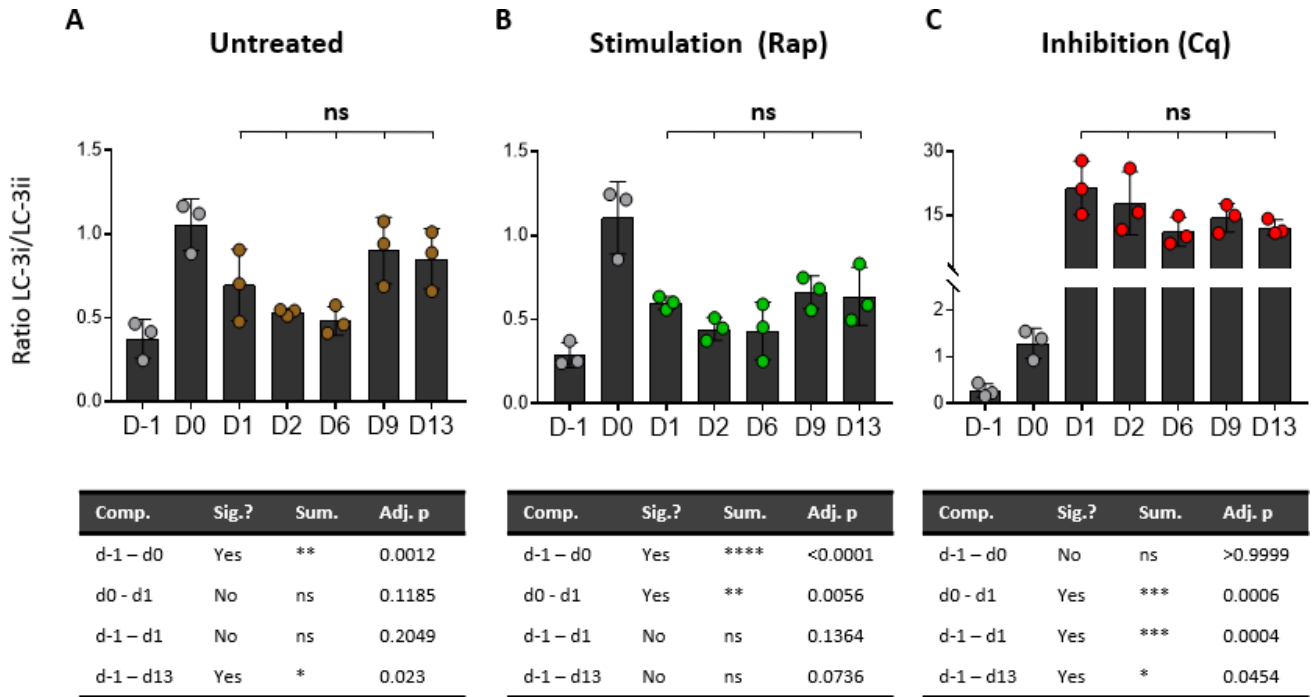 A
Untreated
B
Stimulation (Rap)
C
Inhibition (Cq)
Ratio LC-3i/LC-3ii
ns
1.5
1.0
0.5
0.0
D-1 D0 D1 D2 D6 D9 D13
ns
1.5
1.0
0.5
0.0
D-1 D0 D1 D2 D6 D9 D13
ns
30
15
2
1
0
D-1 D0 D1 D2 D6 D9 D13
Comp. Sig.? Sum. Adj. p
d-1 – d0 Yes ** 0.0012
d0 - d1 No ns 0.1185
d-1 – d1 No ns 0.2049
d-1 – d13 Yes * 0.023
Comp. Sig.? Sum. Adj. p
d-1 – d0 Yes **** <0.0001
d0 - d1 Yes ** 0.0056
d-1 – d1 No ns 0.1364
d-1 – d13 No ns 0.0736
Comp. Sig.? Sum. Adj. p
d-1 – d0 No ns >0.9999
d0 - d1 Yes *** 0.0006
d-1 – d1 Yes *** 0.0004
d-1 – d13 Yes * 0.0454